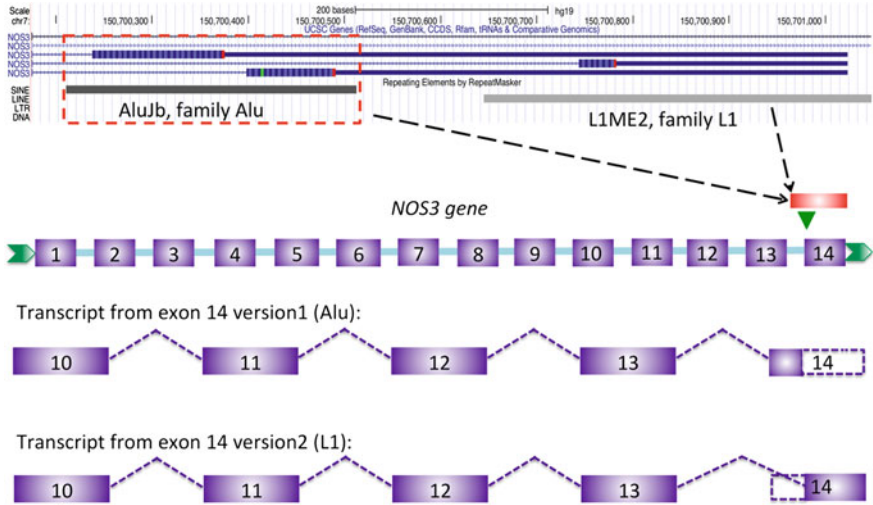 Scale 200 bases hg19
chr7: 150,700,300 150,700,400 150,700,500 150,700,600 150,700,700 150,700,800 150,700,900 150,701,000
UCSC Genes (RefSeq, GenBank, CCDS, Rfam, tRNAs & Comparative Genomics)
NOS3
NOS3
NOS3
NOS3
NOS3
Repeating Elements by RepeatMasker
SINE
LINE
LTR
DNA
AluJb, family Alu
L1ME2, family L1
NOS3 gene
1 2 3 4 5 6 7 8 9 10 11 12 13 14
Transcript from exon 14 version1 (Alu):
10 11 12 13 14
Transcript from exon 14 version2 (L1):
10 11 12 13 14